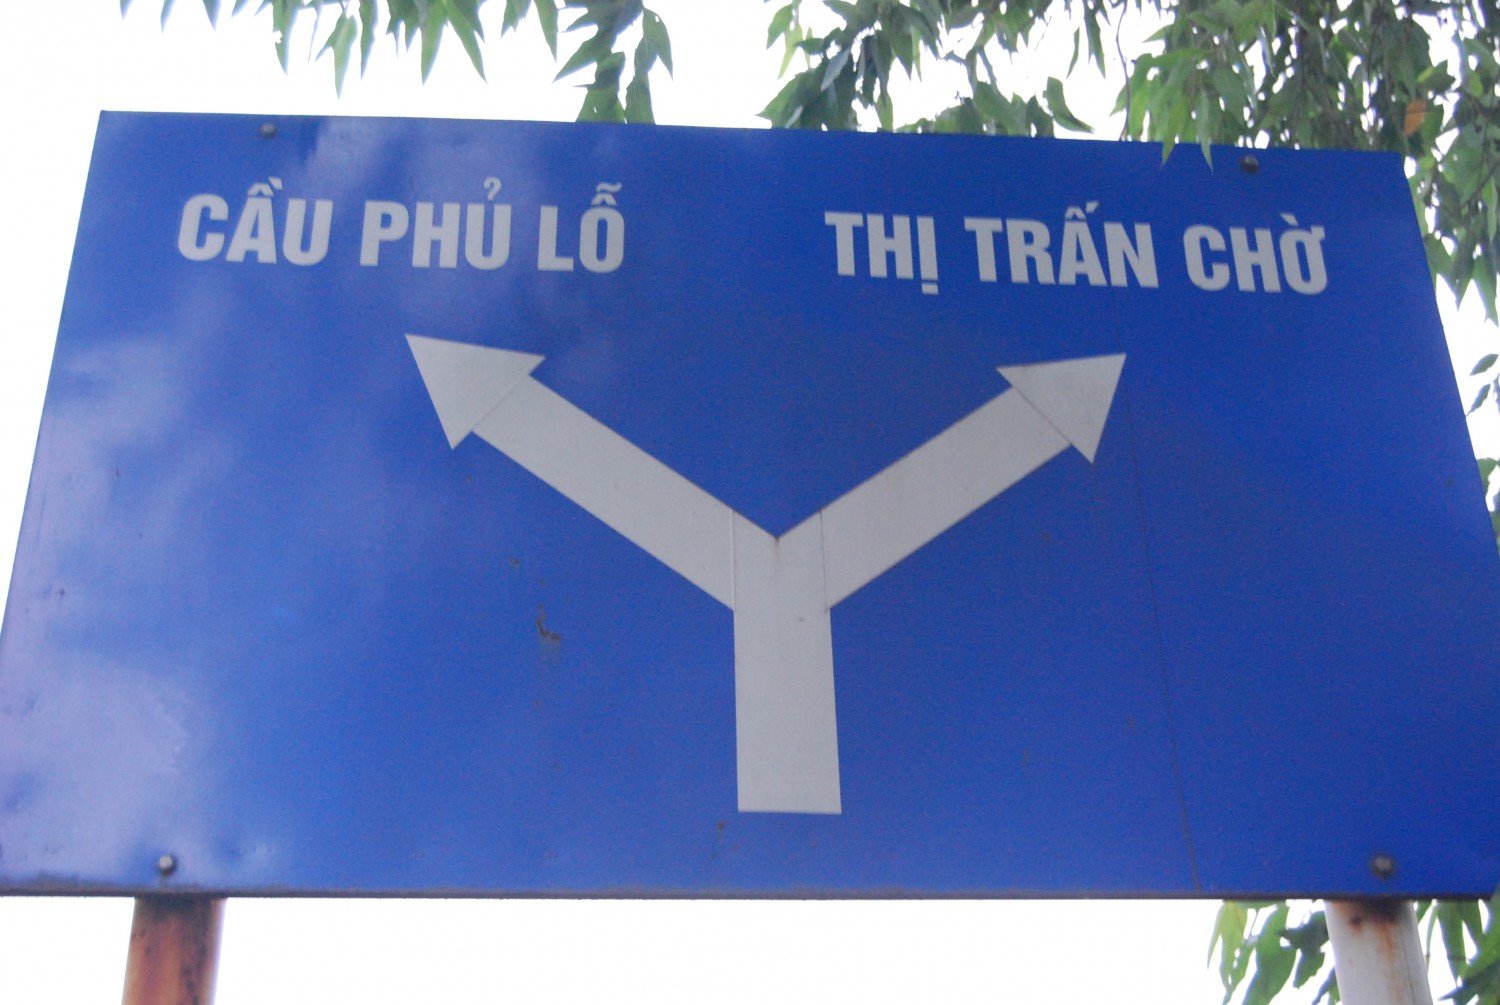 CẦU PHỦ LỖ
THỊ TRẤN CHỜ